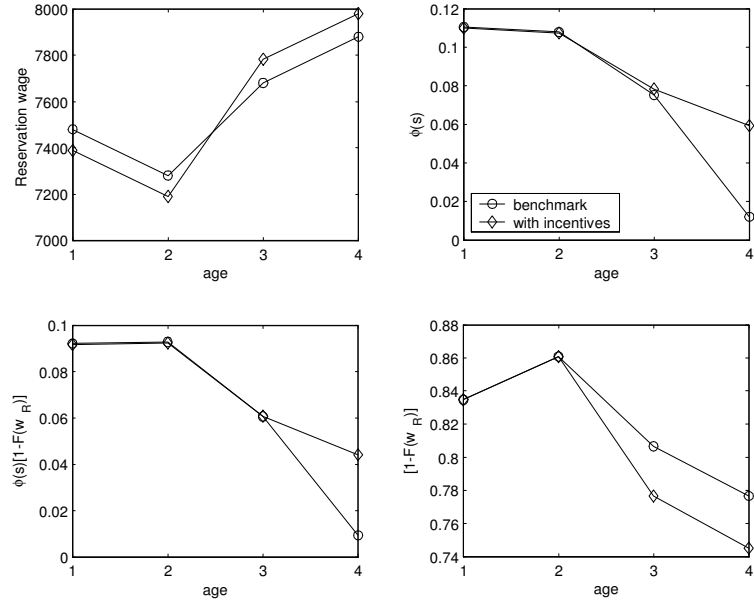 8000
7800
7600
7400
7200
7000
Reservation wage
1 2 3 4
age
0.12
0.1
0.08
0.06
0.04
0.02
0
φ(s)
benchmark
with incentives
1 2 3 4
age
0.1
0.08
0.06
0.04
0.02
0
φ(s)[1-F(w_R)]
1 2 3 4
age
0.88
0.86
0.84
0.82
0.8
0.78
0.76
0.74
[1-F(w_R)]
1 2 3 4
age